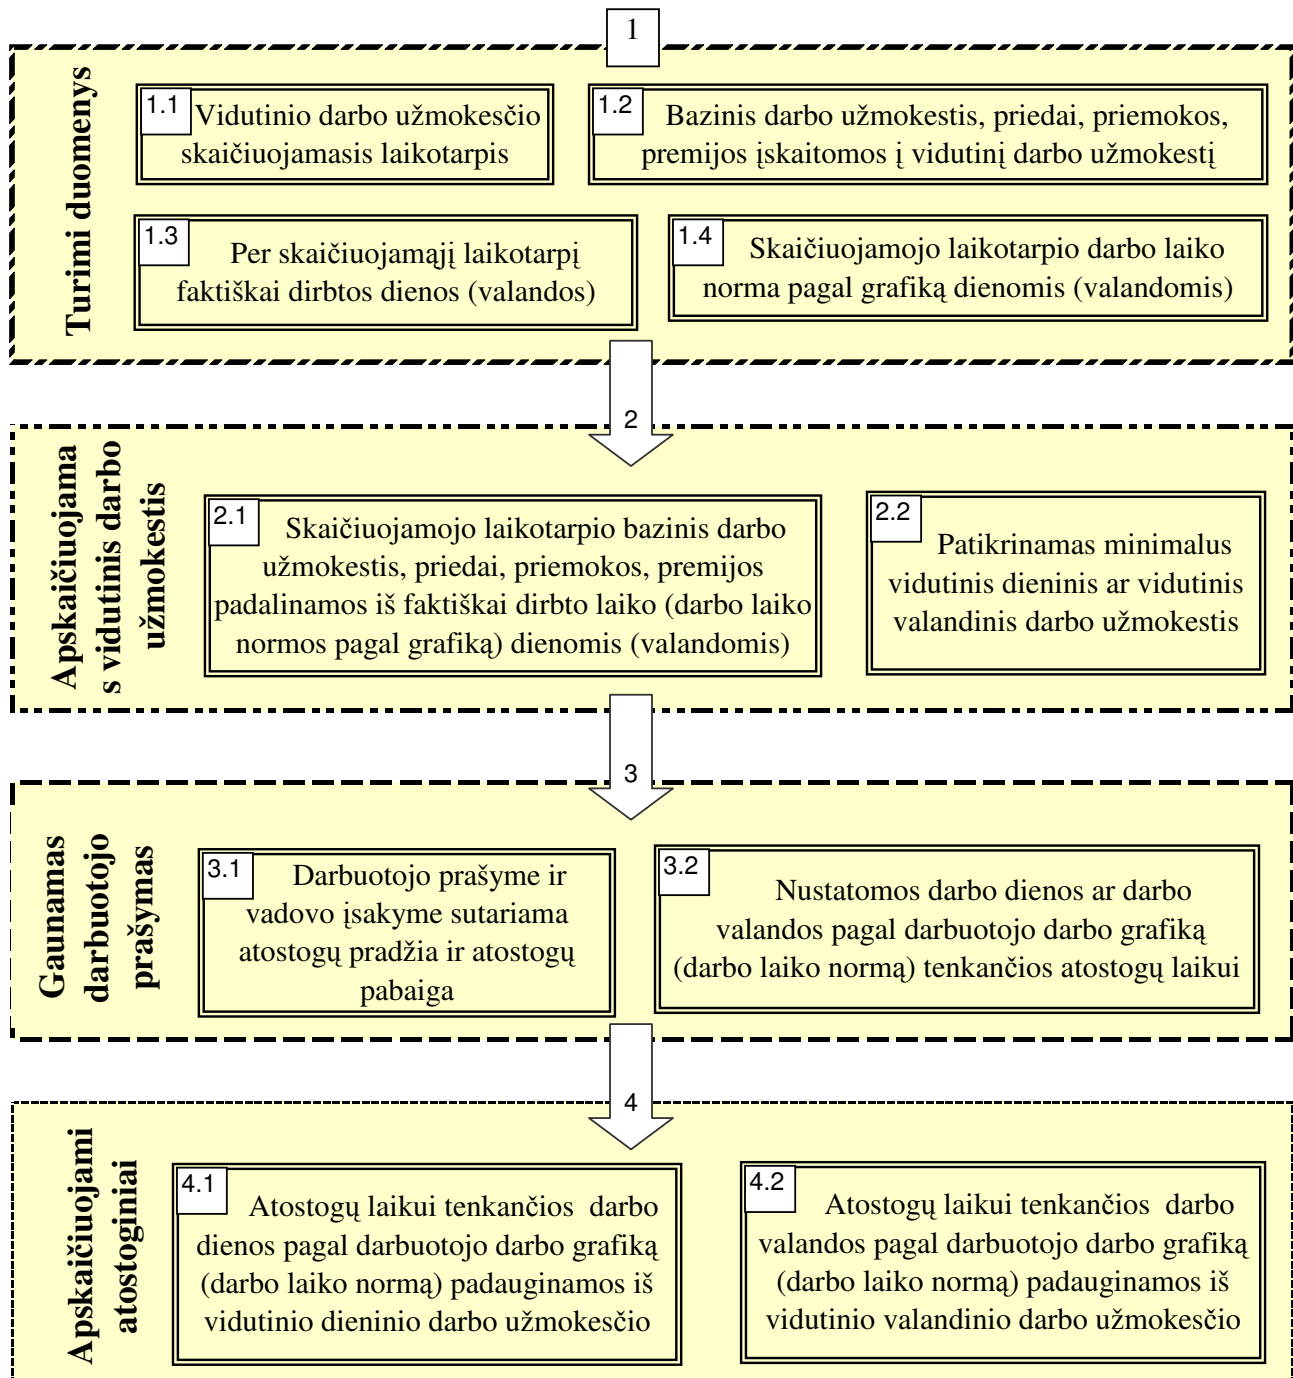 1
Turimi duomenys
1.1
Vidutinio darbo užmokesčio
skaičiuojamasis laikotarpis
1.2
Bazinis darbo užmokestis, priedai, priemokos,
premijos įskaitomos į vidutinį darbo užmokestį
1.3
Per skaičiuojamąjį laikotarpį
faktiškai dirbtos dienos (valandos)
1.4
Skaičiuojamojo laikotarpio darbo laiko
norma pagal grafiką dienomis (valandomis)
2
Apskaičiuojama
s vidutinis darbo
užmokestis
2.1
Skaičiuojamojo laikotarpio bazinis darbo
užmokestis, priedai, priemokos, premijos
padalinamos iš faktiškai dirbto laiko (darbo laiko
normos pagal grafiką) dienomis (valandomis)
2.2
Patikrinamas minimalus
vidutinis dieninis ar vidutinis
valandinis darbo užmokestis
3
Gaunamas
darbuotojo
prašymas
3.1
Darbuotojo prašyme ir
vadovo įsakyme sutariama
atostogų pradžia ir atostogų
pabaiga
3.2
Nustatomos darbo dienos ar darbo
valandos pagal darbuotojo darbo grafiką
(darbo laiko normą) tenkančios atostogų laikui
4
Apskaičiuojami
atostoginiai
4.1
Atostogų laikui tenkančios darbo
dienos pagal darbuotojo darbo grafiką
(darbo laiko normą) padauginamos iš
vidutinio dieninio darbo užmokesčio
4.2
Atostogų laikui tenkančios darbo
valandos pagal darbuotojo darbo grafiką
(darbo laiko normą) padauginamos iš
vidutinio valandinio darbo užmokesčio